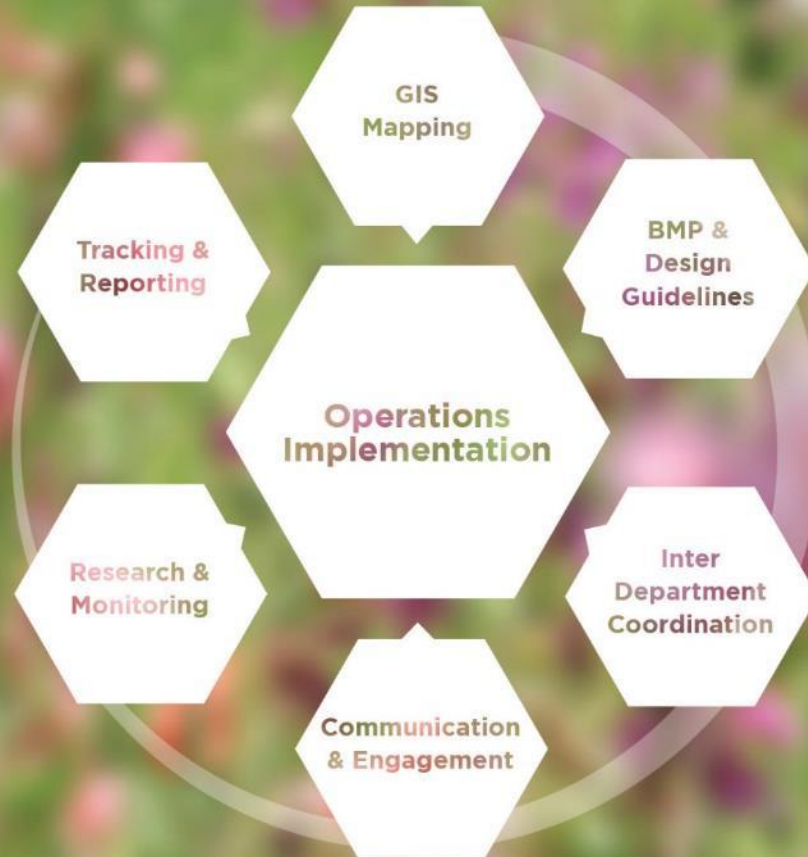 GIS
Mapping
BMP &
Design
Guidelines
Inter
Department
Coordination
Communication
& Engagement
Research &
Monitoring
Tracking &
Reporting
Operations
Implementation